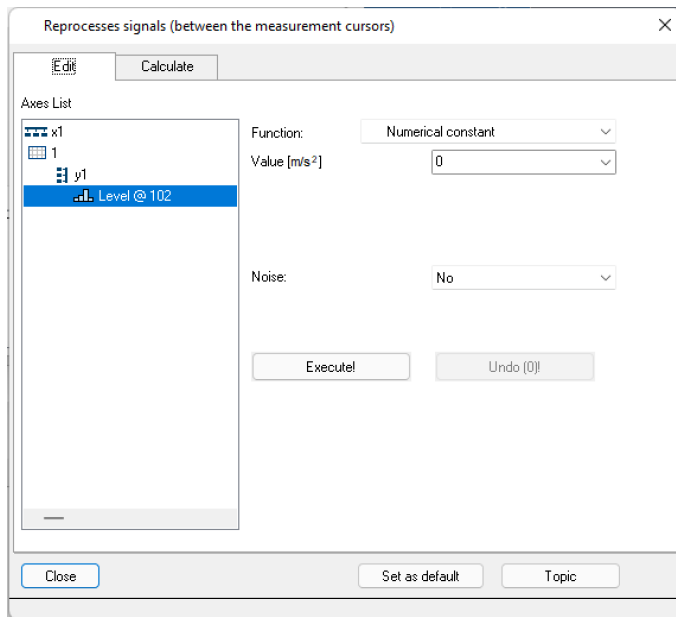 Reprocesses signals (between the measurement cursors)
Edit
Calculate
Axes List
x1
1
y1
Level @ 102
Function:
Numerical constant
Value [m/s²]
0
Noise:
No
Execute!
Undo (0)!
Close
Set as default
Topic